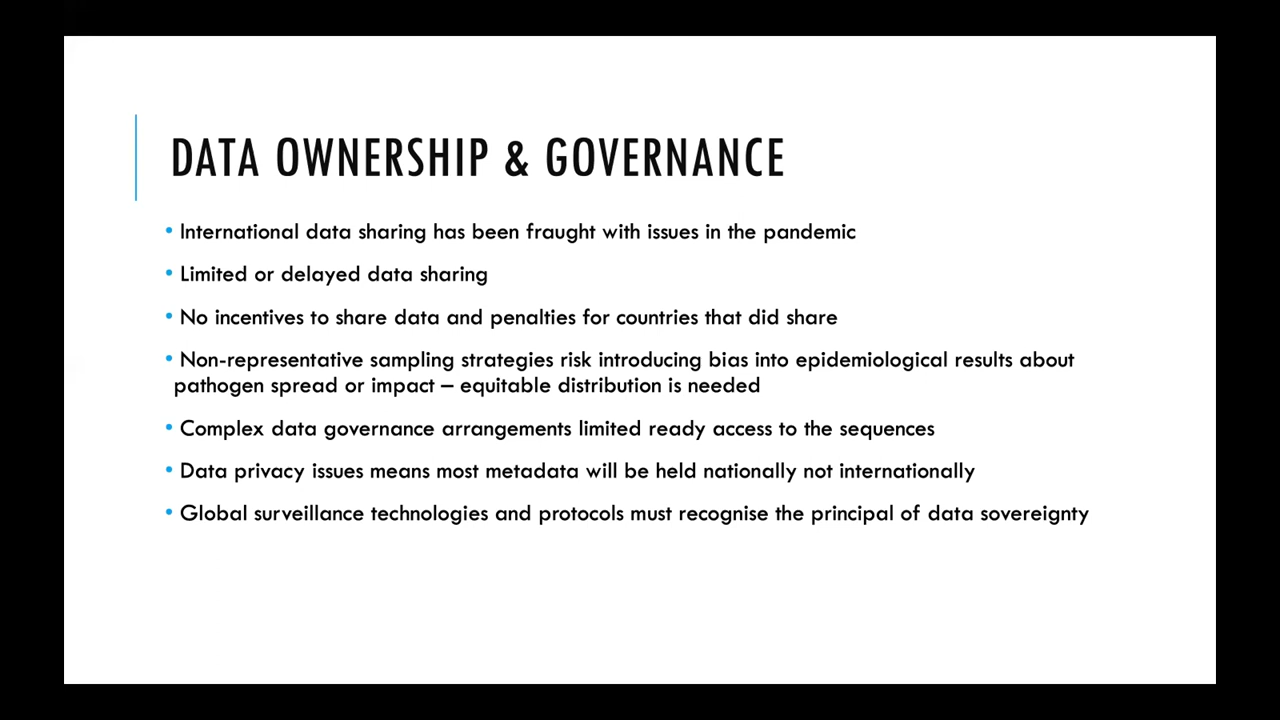 DATA OWNERSHIP & GOVERNANCE
• International data sharing has been fraught with issues in the pandemic
• Limited or delayed data sharing
• No incentives to share data and penalties for countries that did share
• Non-representative sampling strategies risk introducing bias into epidemiological results about
pathogen spread or impact – equitable distribution is needed
• Complex data governance arrangements limited ready access to the sequences
• Data privacy issues means most metadata will be held nationally not internationally
• Global surveillance technologies and protocols must recognise the principal of data sovereignty